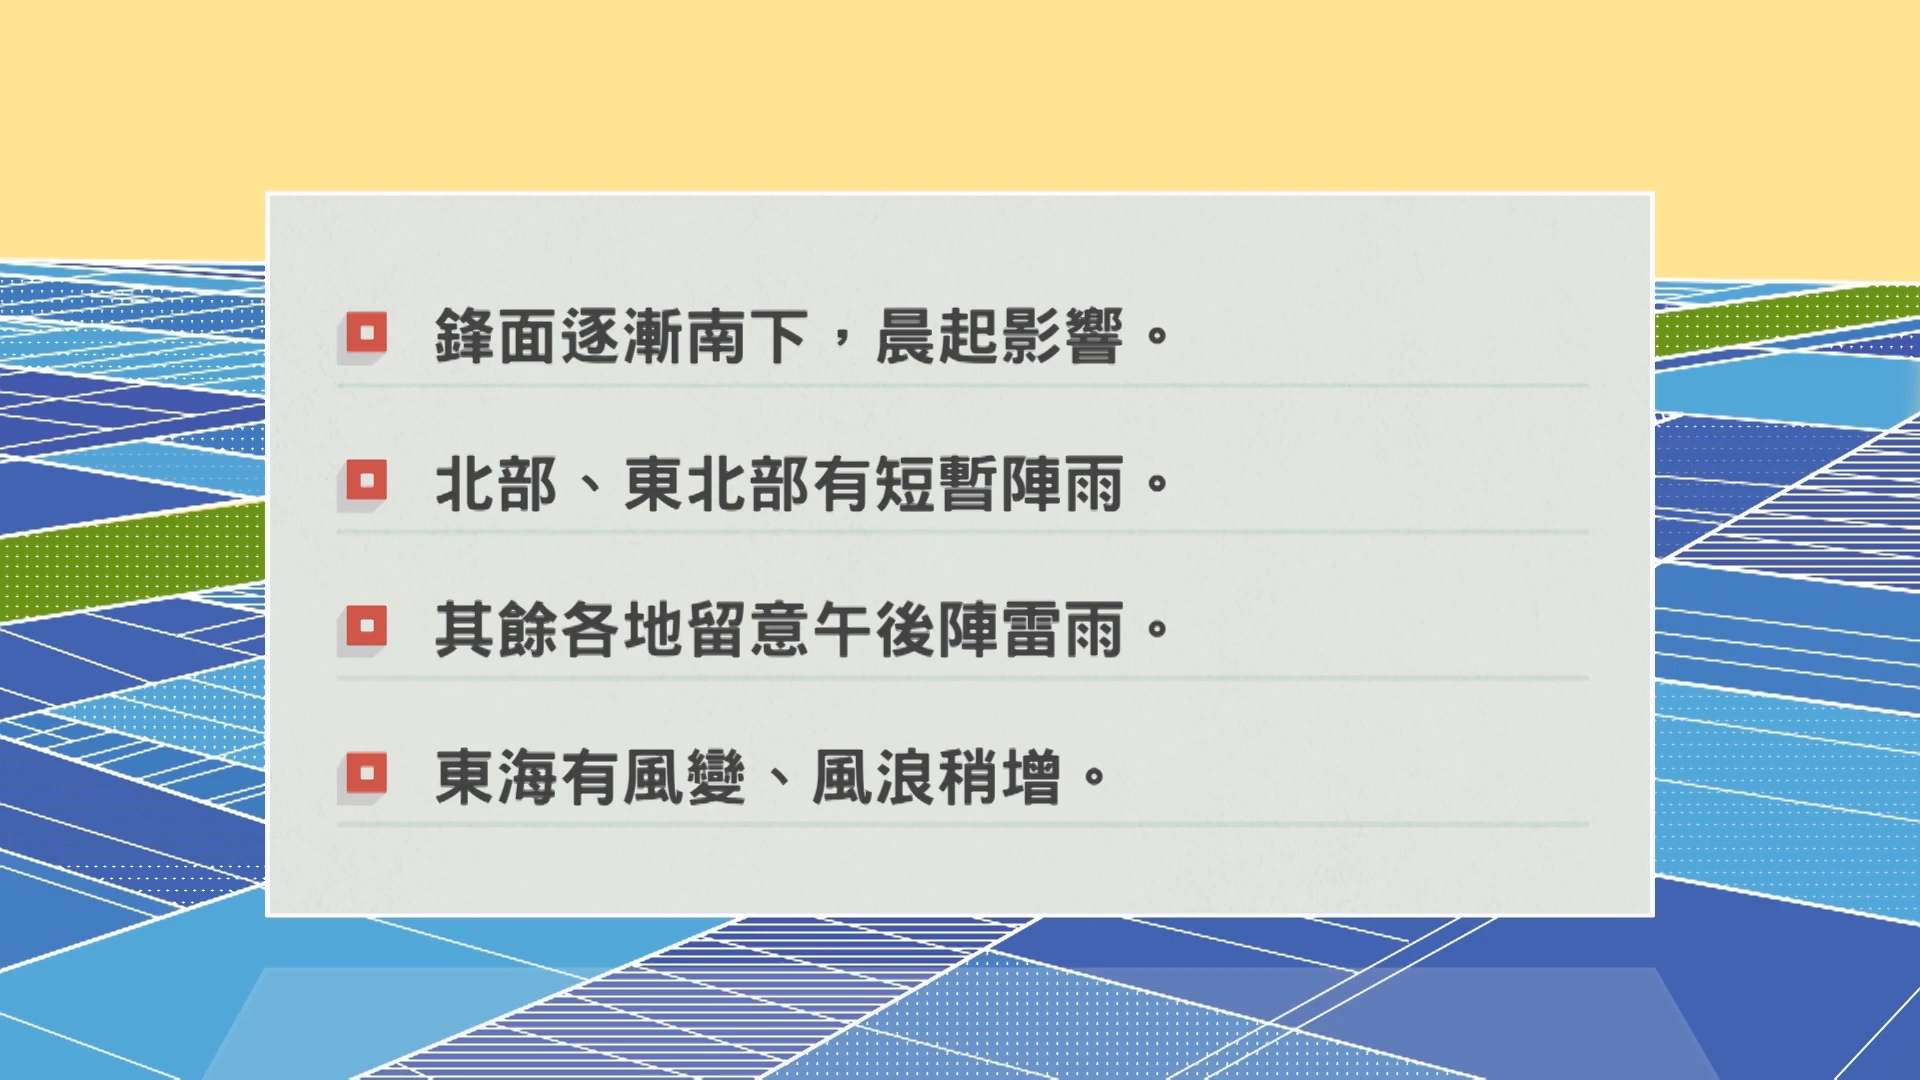 鋒面逐漸南下，晨起影響。
北部、東北部有短暫陣雨。
其餘各地留意午後陣雷雨。
東海有風變、風浪稍增。